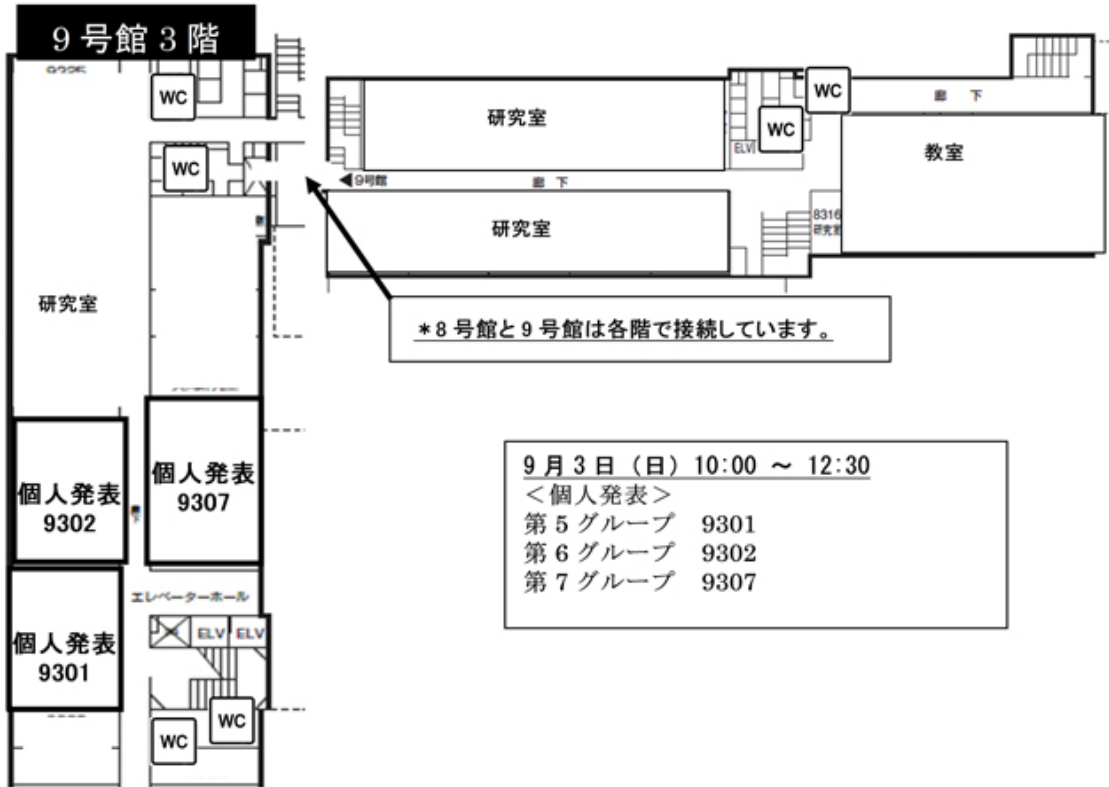 9号館3階
9325
WC
WC
研究室
個人発表
9302
個人発表
9307
エレベーターホール
個人発表
9301
ELV
ELV
WC
WC
研究室
WC
WC
廊 下
ELV
教室
◀9号館
廊 下
研究室
8316
研究室
*8号館と9号館は各階で接続しています。
9月3日（日）10:00 ～ 12:30
＜個人発表＞
第5グループ 9301
第6グループ 9302
第7グループ 9307